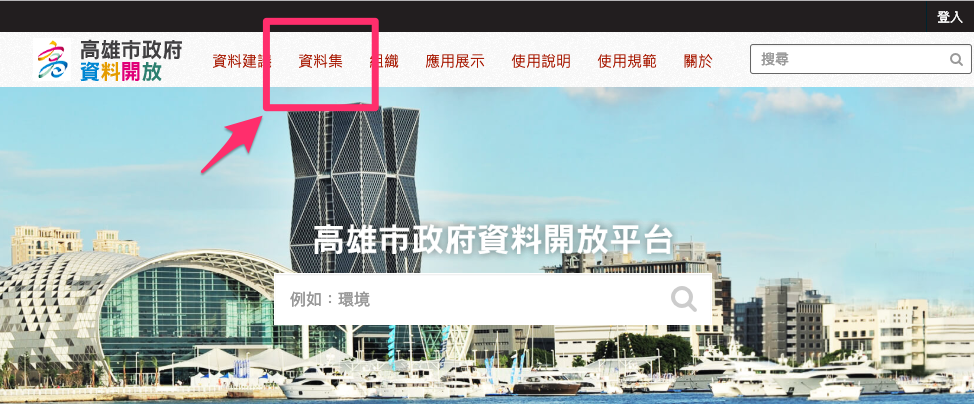 登入
高雄市政府
資料開放
資料建議 資料集 組織 應用展示 使用說明 使用規範 關於
搜尋
高雄市政府資料開放平台
例如：環境